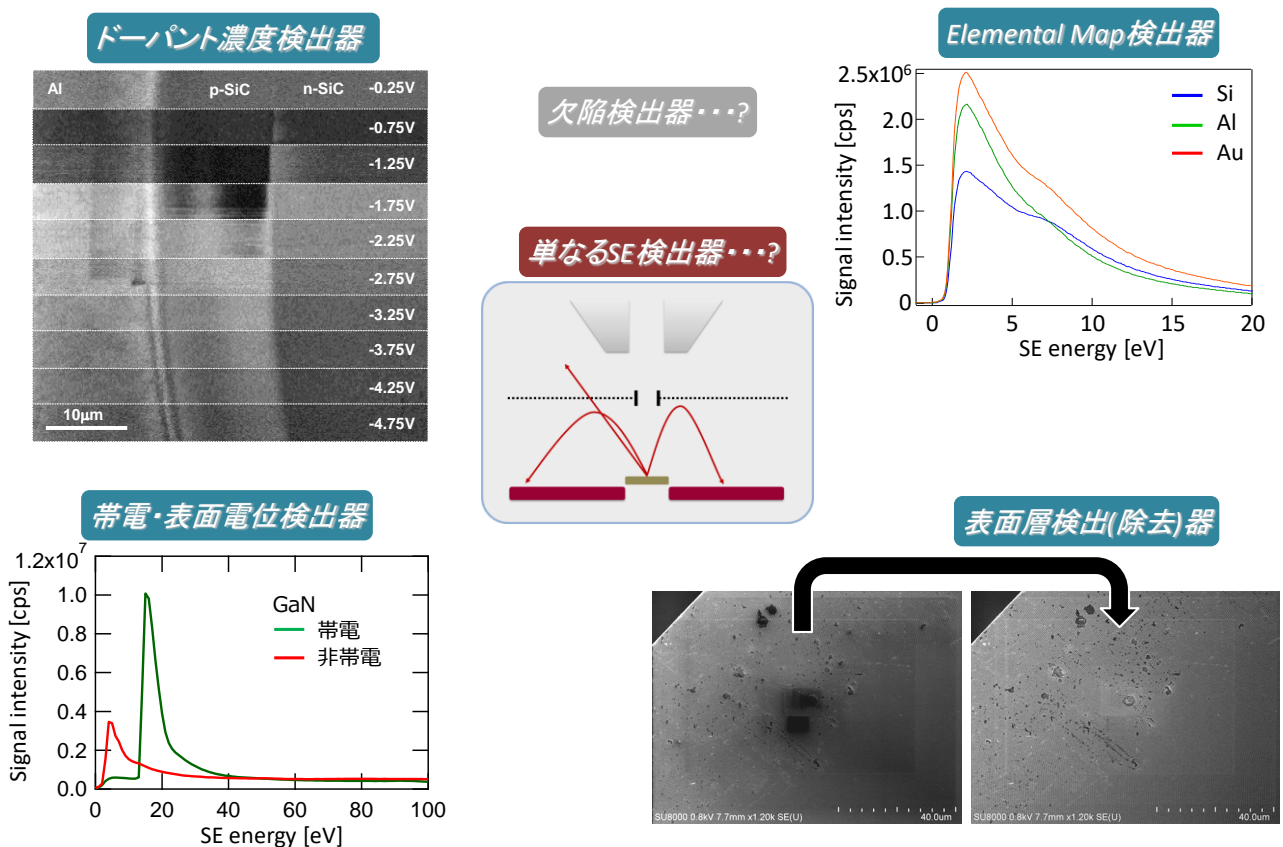 ドーパント濃度検出器
Al
p-SiC
n-SiC
-0.25V
-0.75V
-1.25V
-1.75V
-2.25V
-2.75V
-3.25V
-3.75V
-4.25V
-4.75V
10μm
欠陥検出器・・・?
単なるSE検出器・・・?
Elemental Map検出器
2.5x10⁶
2.0
1.5
1.0
0.5
0
Signal intensity [cps]
Si
Al
Au
0 5 10 15 20
SE energy [eV]
帯電・表面電位検出器
1.2x10⁷
1.0
0.8
0.6
0.4
0.2
0.0
Signal intensity [cps]
GaN
帯電
非帯電
0 20 40 60 80 100
SE energy [eV]
表面層検出(除去)器
SU8000 0.8kV 7.7mm x1.20k SE(U) 40.0um
SU8000 0.8kV 7.7mm x1.20k SE(U) 40.0um